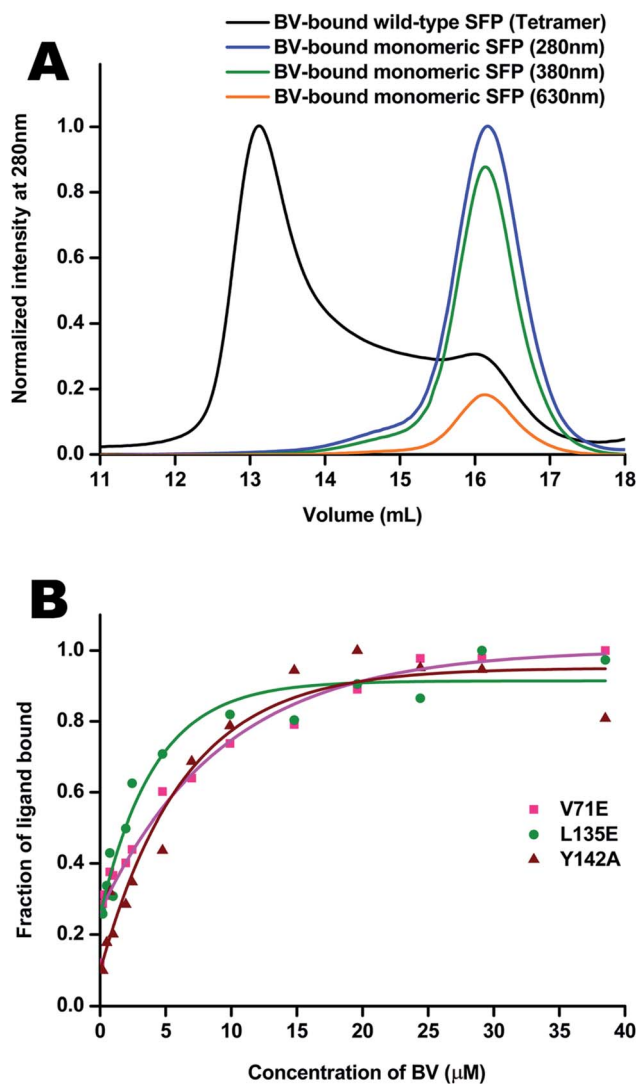 A
BV-bound wild-type SFP (Tetramer)
BV-bound monomeric SFP (280nm)
BV-bound monomeric SFP (380nm)
BV-bound monomeric SFP (630nm)
Normalized intensity at 280nm
1.0
0.8
0.6
0.4
0.2
0.0
11 12 13 14 15 16 17 18
Volume (mL)
B
Fraction of ligand bound
1.0
0.8
0.6
0.4
0.2
0.0
V71E
L135E
Y142A
0 5 10 15 20 25 30 35 40
Concentration of BV (μM)